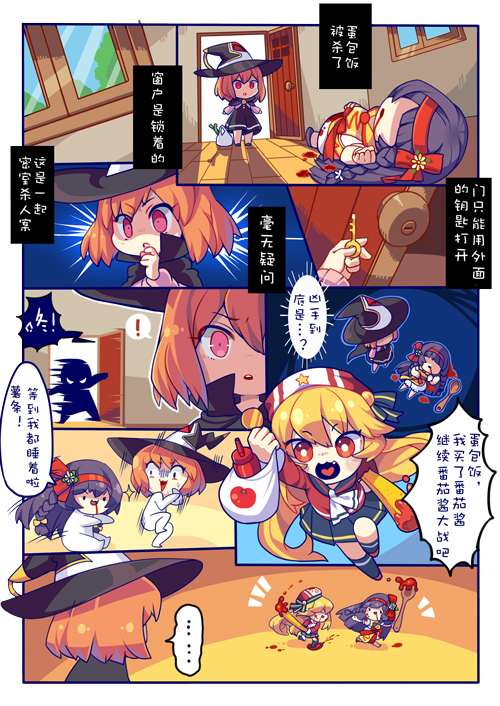 蛋包饭
被杀了
窗户是锁着的
门只能用外面
的钥匙打开
这是一起
密室杀人案
毫无疑问
凶手到
底是…?
咚!
!
蛋包饭,
我买了番茄酱
继续番茄酱大战吧
等到我都睡着啦
薯条!
……